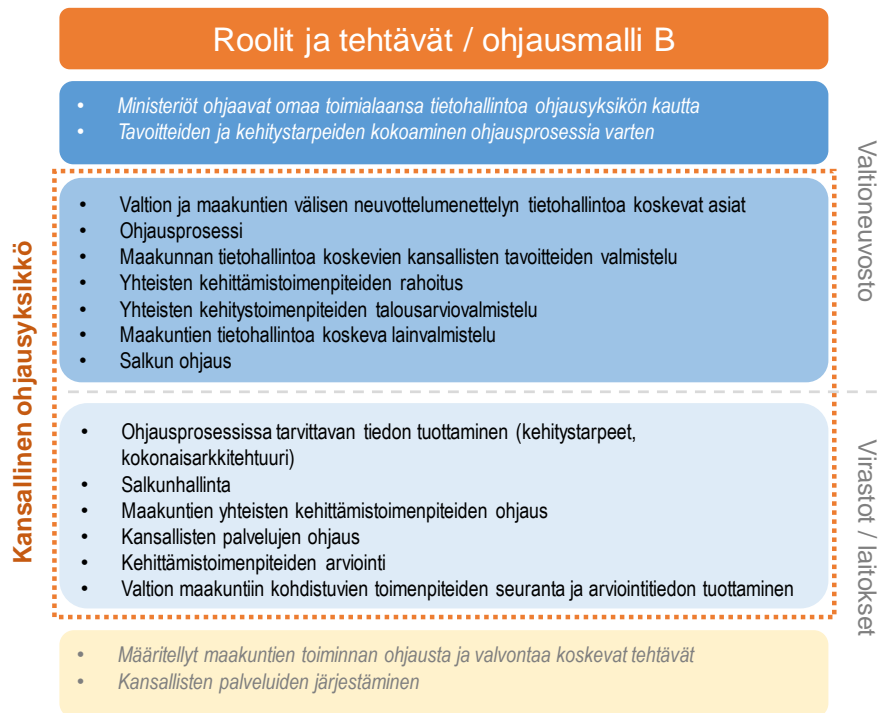 Roolit ja tehtävät / ohjausmalli B
• Ministeriöt ohjaavat omaa toimialaansa tietohallintoa ohjausyksikön kautta
• Tavoitteiden ja kehitystarpeiden kokoaminen ohjausprosessia varten
Valtioneuvosto
Kansallinen ohjausyksikkö
• Valtion ja maakuntien välisen neuvottelumenettelyn tietohallintoa koskevat asiat
• Ohjausprosessi
• Maakunnan tietohallintoa koskevien kansallisten tavoitteiden valmistelu
• Yhteisten kehittämistoimenpiteiden rahoitus
• Yhteisten kehitystoimenpiteiden talousarviovalmistelu
• Maakuntien tietohallintoa koskeva lainvalmistelu
• Salkun ohjaus
• Ohjausprosessissa tarvittavan tiedon tuottaminen (kehitystarpeet,
kokonaisarkkitehtuuri)
• Salkunhallinta
• Maakuntien yhteisten kehittämistoimenpiteiden ohjaus
• Kansallisten palvelujen ohjaus
• Kehittämistoimenpiteiden arviointi
• Valtion maakuntiin kohdistuvien toimenpiteiden seuranta ja arviointitiedon tuottaminen
Virastot / laitokset
• Määritellyt maakuntien toiminnan ohjausta ja valvontaa koskevat tehtävät
• Kansallisten palveluiden järjestäminen